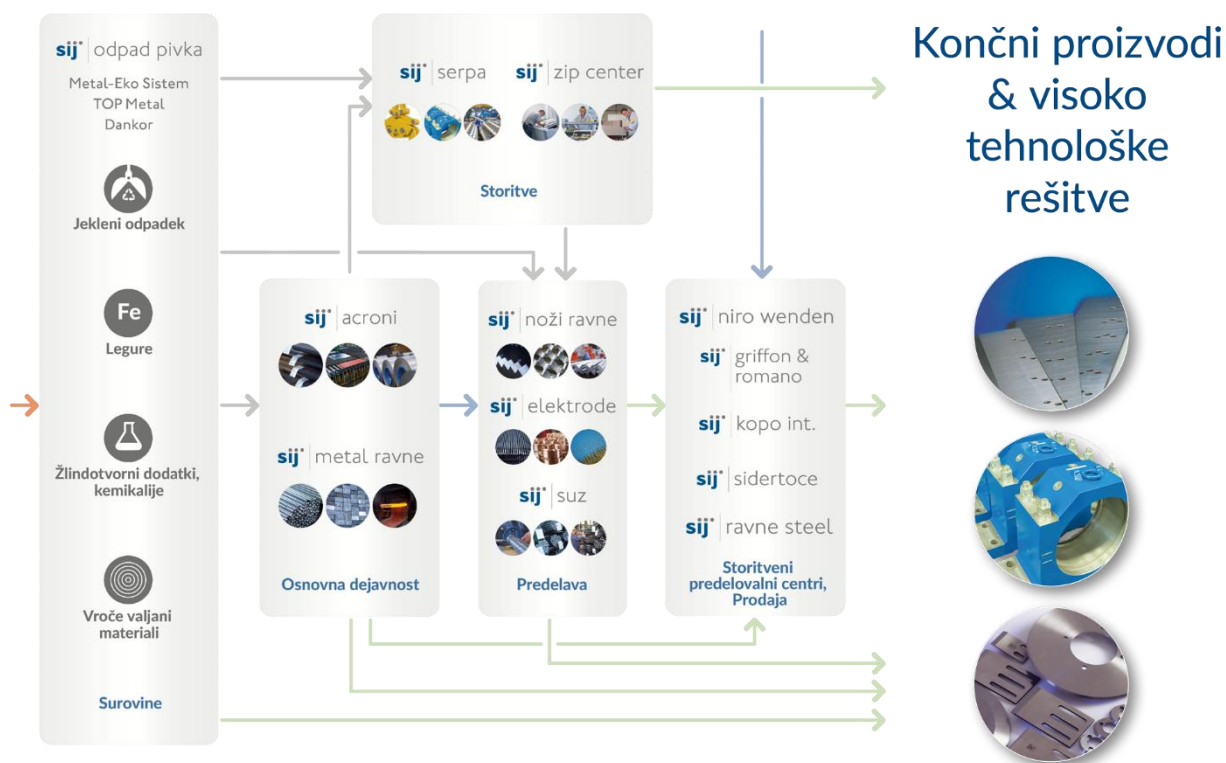 sij odpad pivka
Metal-Eko Sistem
TOP Metal
Dankor
Jekleni odpadek
Fe
Legure
Žlindotvorni dodatki,
kemikalije
Vroče valjani
materiali
Surovine
sij serpa
sij zip center
Storitve
sij acroni
sij metal ravne
Osnovna dejavnost
sij noži ravne
sij elektrode
sij suz
Predelava
sij niro wenden
sij griffon &
romano
sij kopo int.
sij sidertoce
sij ravne steel
Storitveni
predelovalni centri,
Prodaja
Končni proizvodi
& visoko
tehnološke
rešitve